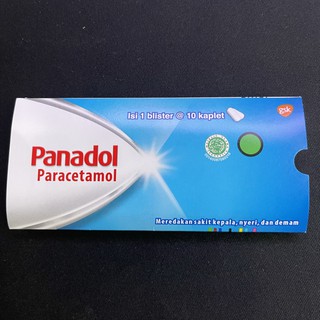 Isi 1 blister @ 10 kaplet
gsk
Panadol
Paracetamol
Meredakan sakit kepala, nyeri, dan demam